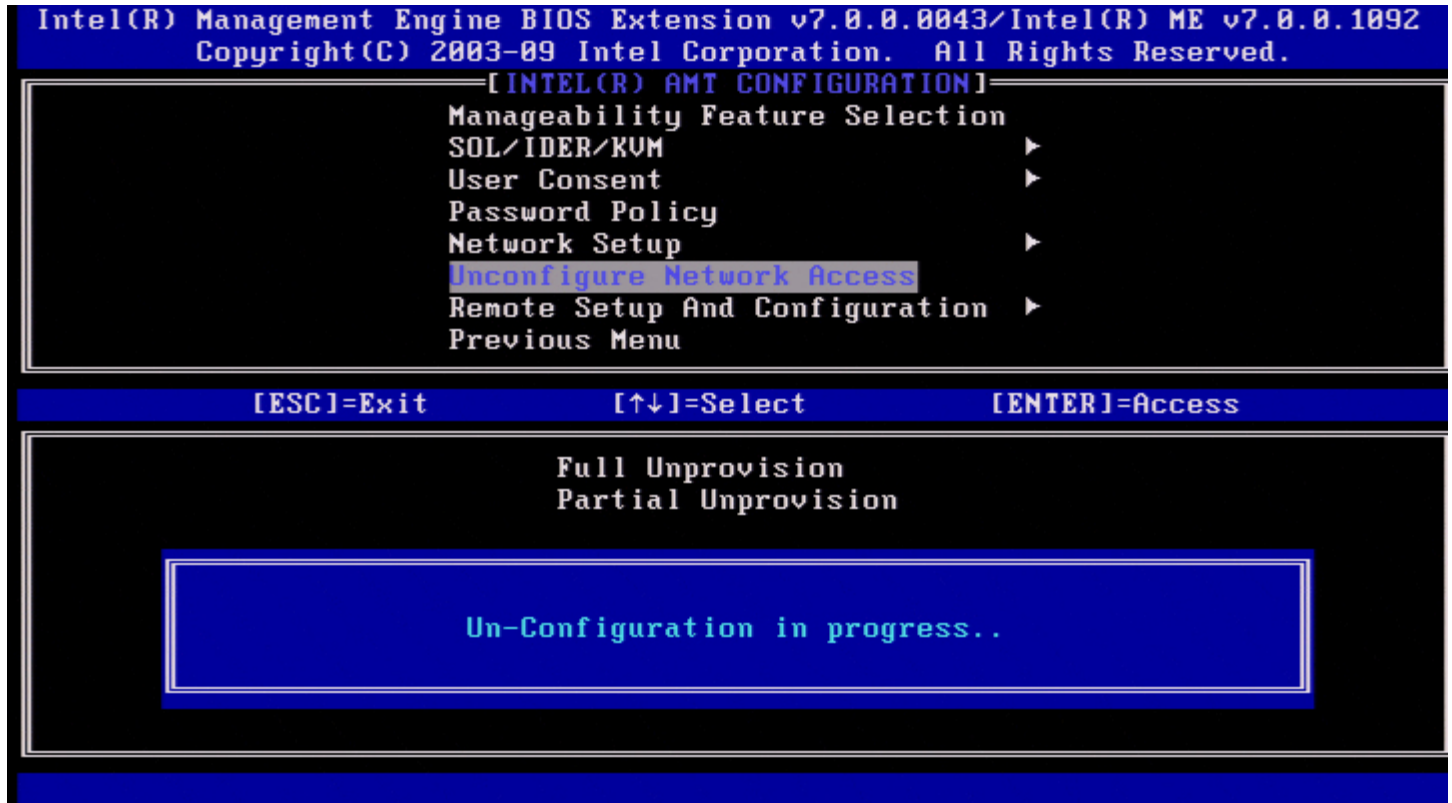 Intel(R) Management Engine BIOS Extension v7.0.0.0043/Intel(R) ME v7.0.0.1092
Copyright(C) 2003-09 Intel Corporation. All Rights Reserved.
[INTEL(R) AMT CONFIGURATION]
Manageability Feature Selection
SOL/IDER/KVM ►
User Consent ►
Password Policy
Network Setup ►
Unconfigure Network Access
Remote Setup And Configuration ►
Previous Menu
[ESC]=Exit [↑↓]=Select [ENTER]=Access
Full Unprovision
Partial Unprovision
Un-Configuration in progress..